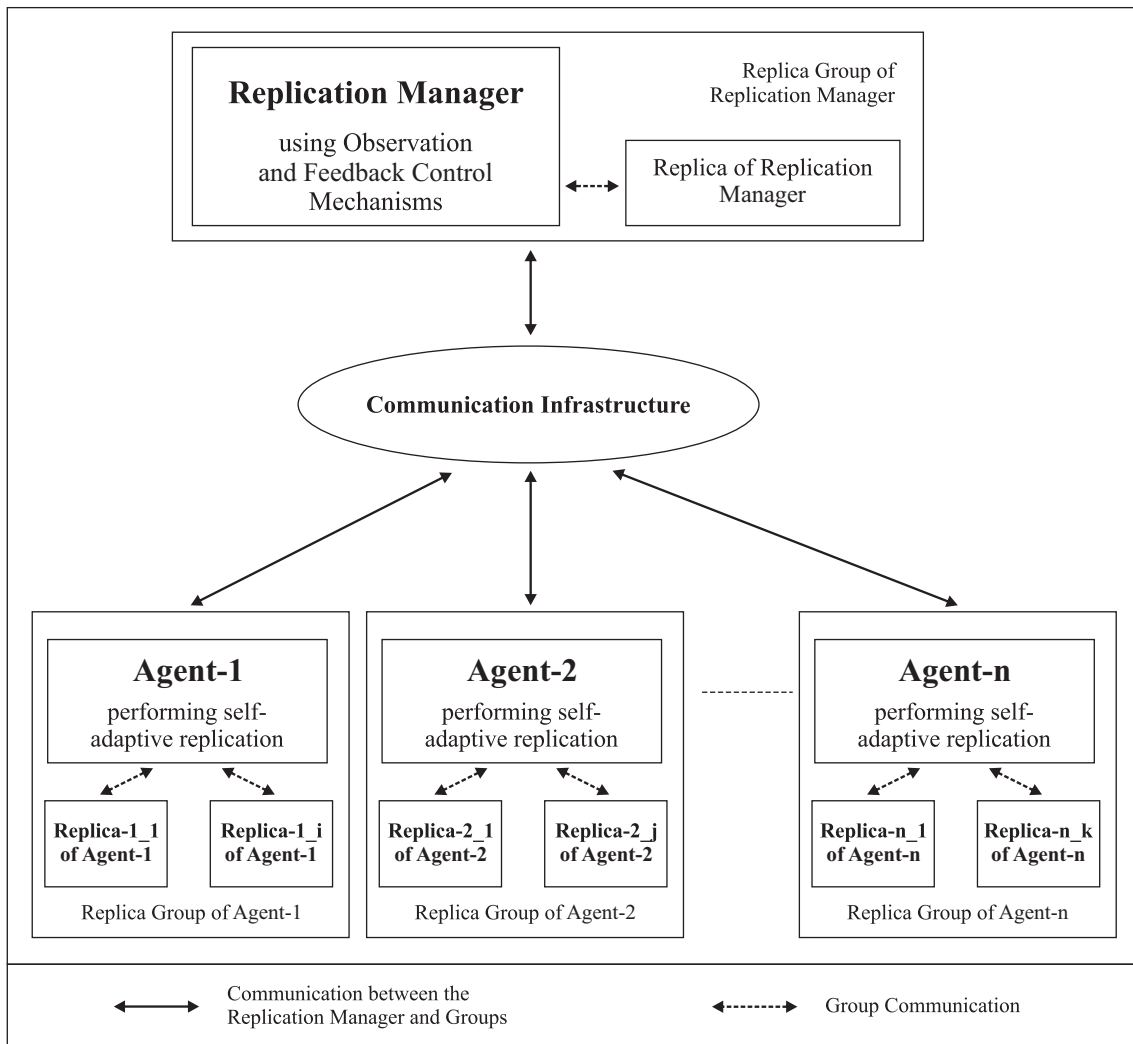 Replication Manager
using Observation
and Feedback Control
Mechanisms
Replica Group of
Replication Manager
Replica of Replication
Manager
Communication Infrastructure
Agent-1
performing self-
adaptive replication
Replica-1_1
of Agent-1
Replica-1_i
of Agent-1
Replica Group of Agent-1
Agent-2
performing self-
adaptive replication
Replica-2_1
of Agent-2
Replica-2_j
of Agent-2
Replica Group of Agent-2
Agent-n
performing self-
adaptive replication
Replica-n_1
of Agent-n
Replica-n_k
of Agent-n
Replica Group of Agent-n
Communication between the
Replication Manager and Groups
Group Communication